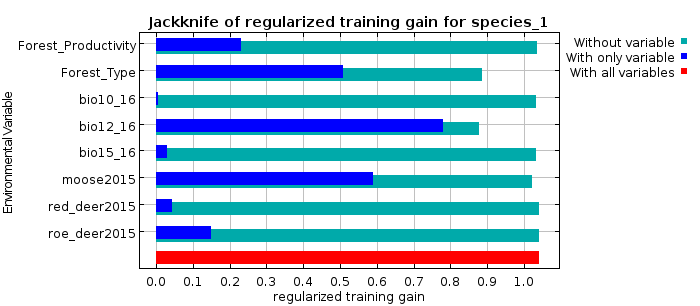 Jackknife of regularized training gain for species_1
Environmental Variable
Forest_Productivity
Forest_Type
bio10_16
bio12_16
bio15_16
moose2015
red_deer2015
roe_deer2015
0.0 0.1 0.2 0.3 0.4 0.5 0.6 0.7 0.8 0.9 1.0
regularized training gain
Without variable
With only variable
With all variables